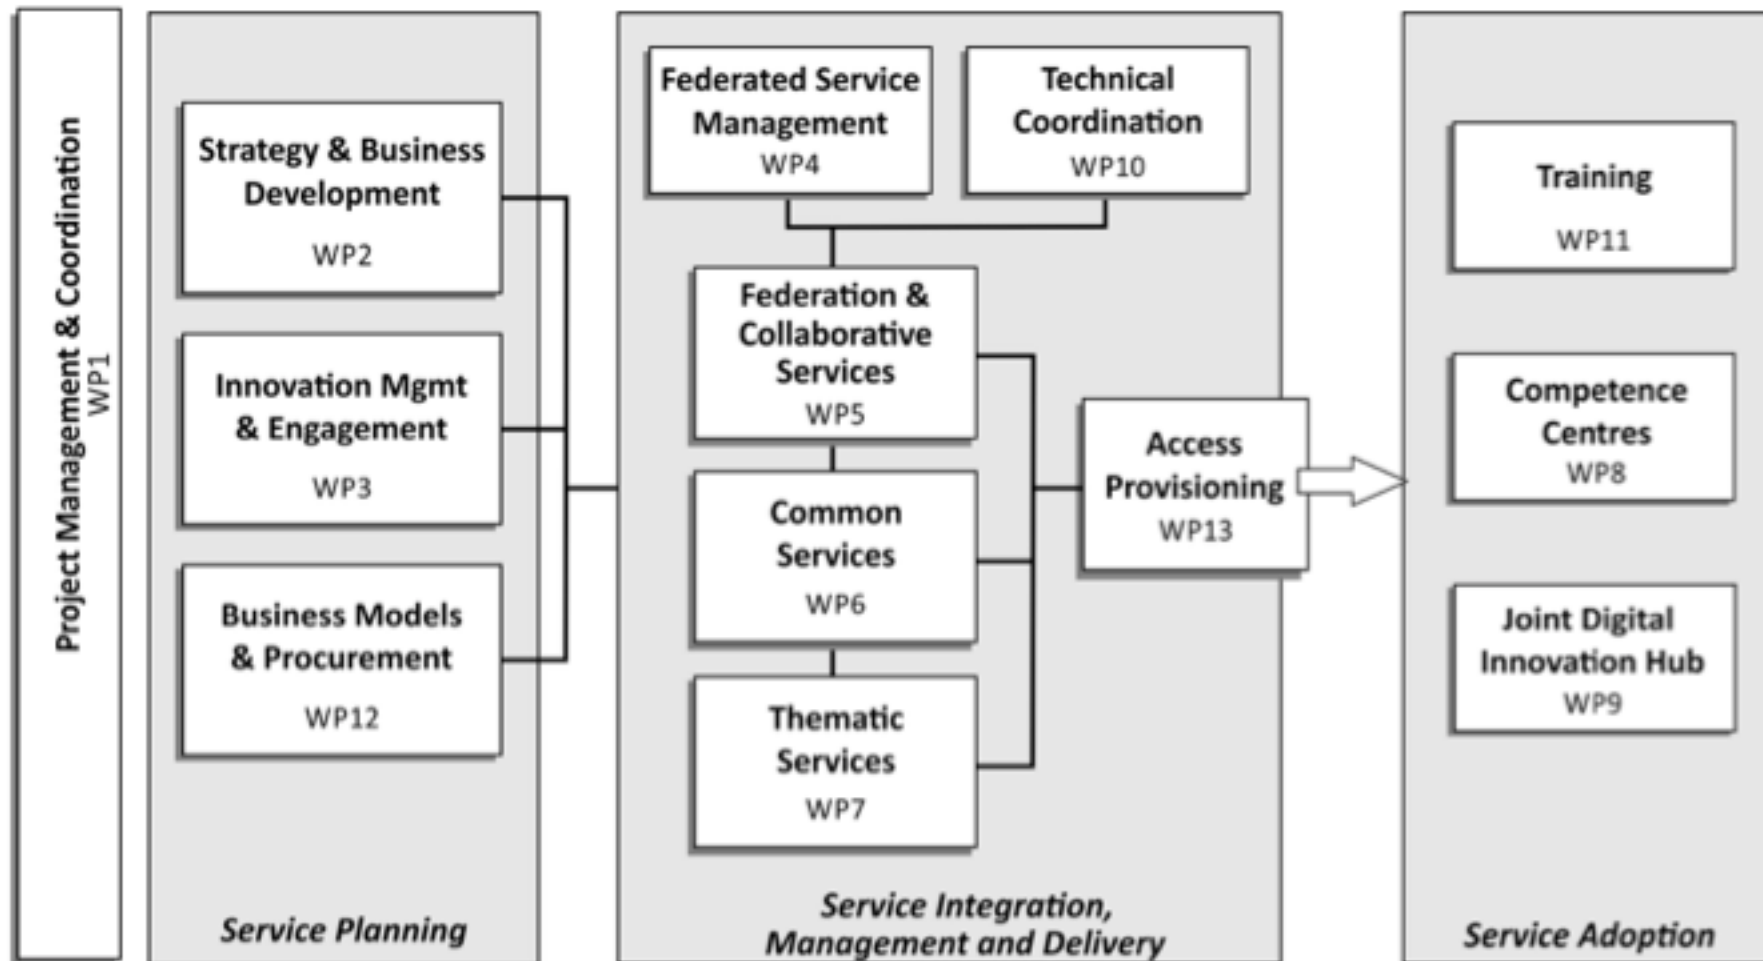 Project Management & Coordination
WP1
Strategy & Business
Development
WP2
Innovation Mgmt
& Engagement
WP3
Business Models
& Procurement
WP12
Service Planning
Federated Service
Management
WP4
Technical
Coordination
WP10
Federation &
Collaborative
Services
WP5
Common
Services
WP6
Thematic
Services
WP7
Access
Provisioning
WP13
Service Integration,
Management and Delivery
Training
WP11
Competence
Centres
WP8
Joint Digital
Innovation Hub
WP9
Service Adoption